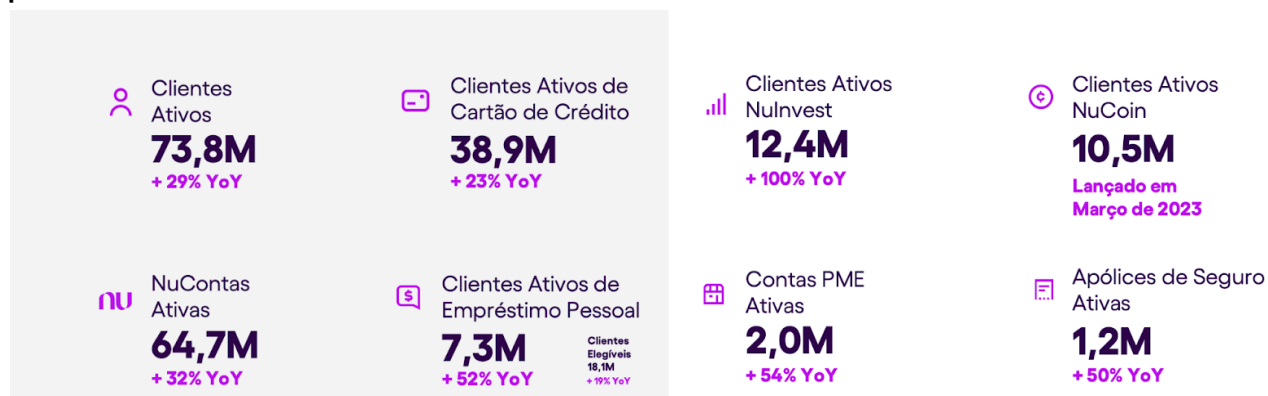 Clientes
Ativos
73,8M
+ 29% YoY
Clientes Ativos de
Cartão de Crédito
38,9M
+ 23% YoY
Clientes Ativos
NuInvest
12,4M
+ 100% YoY
Clientes Ativos
NuCoin
10,5M
Lançado em
Março de 2023
nu
NuContas
Ativas
64,7M
+ 32% YoY
Clientes Ativos de
Empréstimo Pessoal
7,3M
+ 52% YoY
Clientes
Elegíveis
18,1M
+ 19% YoY
Contas PME
Ativas
2,0M
+ 54% YoY
Apólices de Seguro
Ativas
1,2M
+ 50% YoY